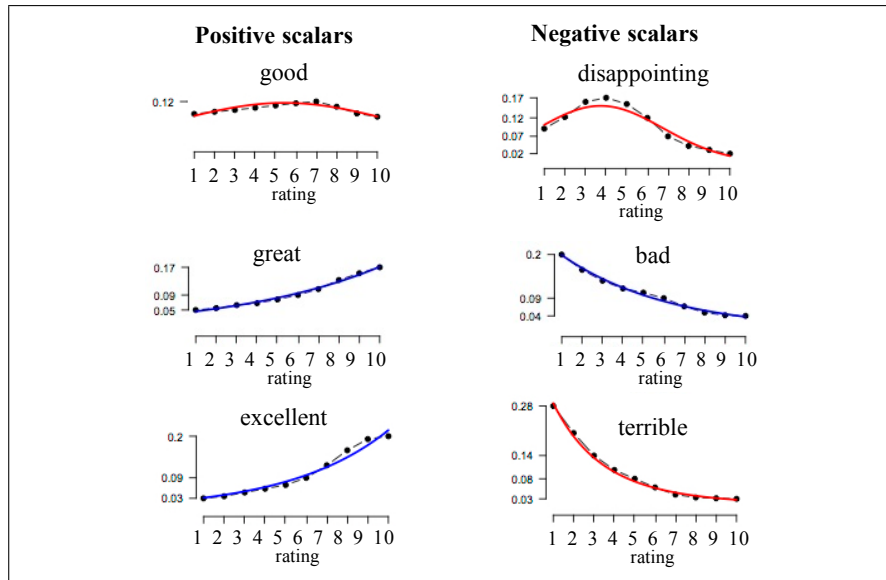 Positive scalars
Negative scalars
good
0.12
1 2 3 4 5 6 7 8 9 10
rating
disappointing
0.17
0.12
0.07
0.02
1 2 3 4 5 6 7 8 9 10
rating
great
0.17
0.09
0.05
1 2 3 4 5 6 7 8 9 10
rating
bad
0.2
0.09
0.04
1 2 3 4 5 6 7 8 9 10
rating
excellent
0.2
0.09
0.03
1 2 3 4 5 6 7 8 9 10
rating
terrible
0.28
0.14
0.08
0.03
1 2 3 4 5 6 7 8 9 10
rating